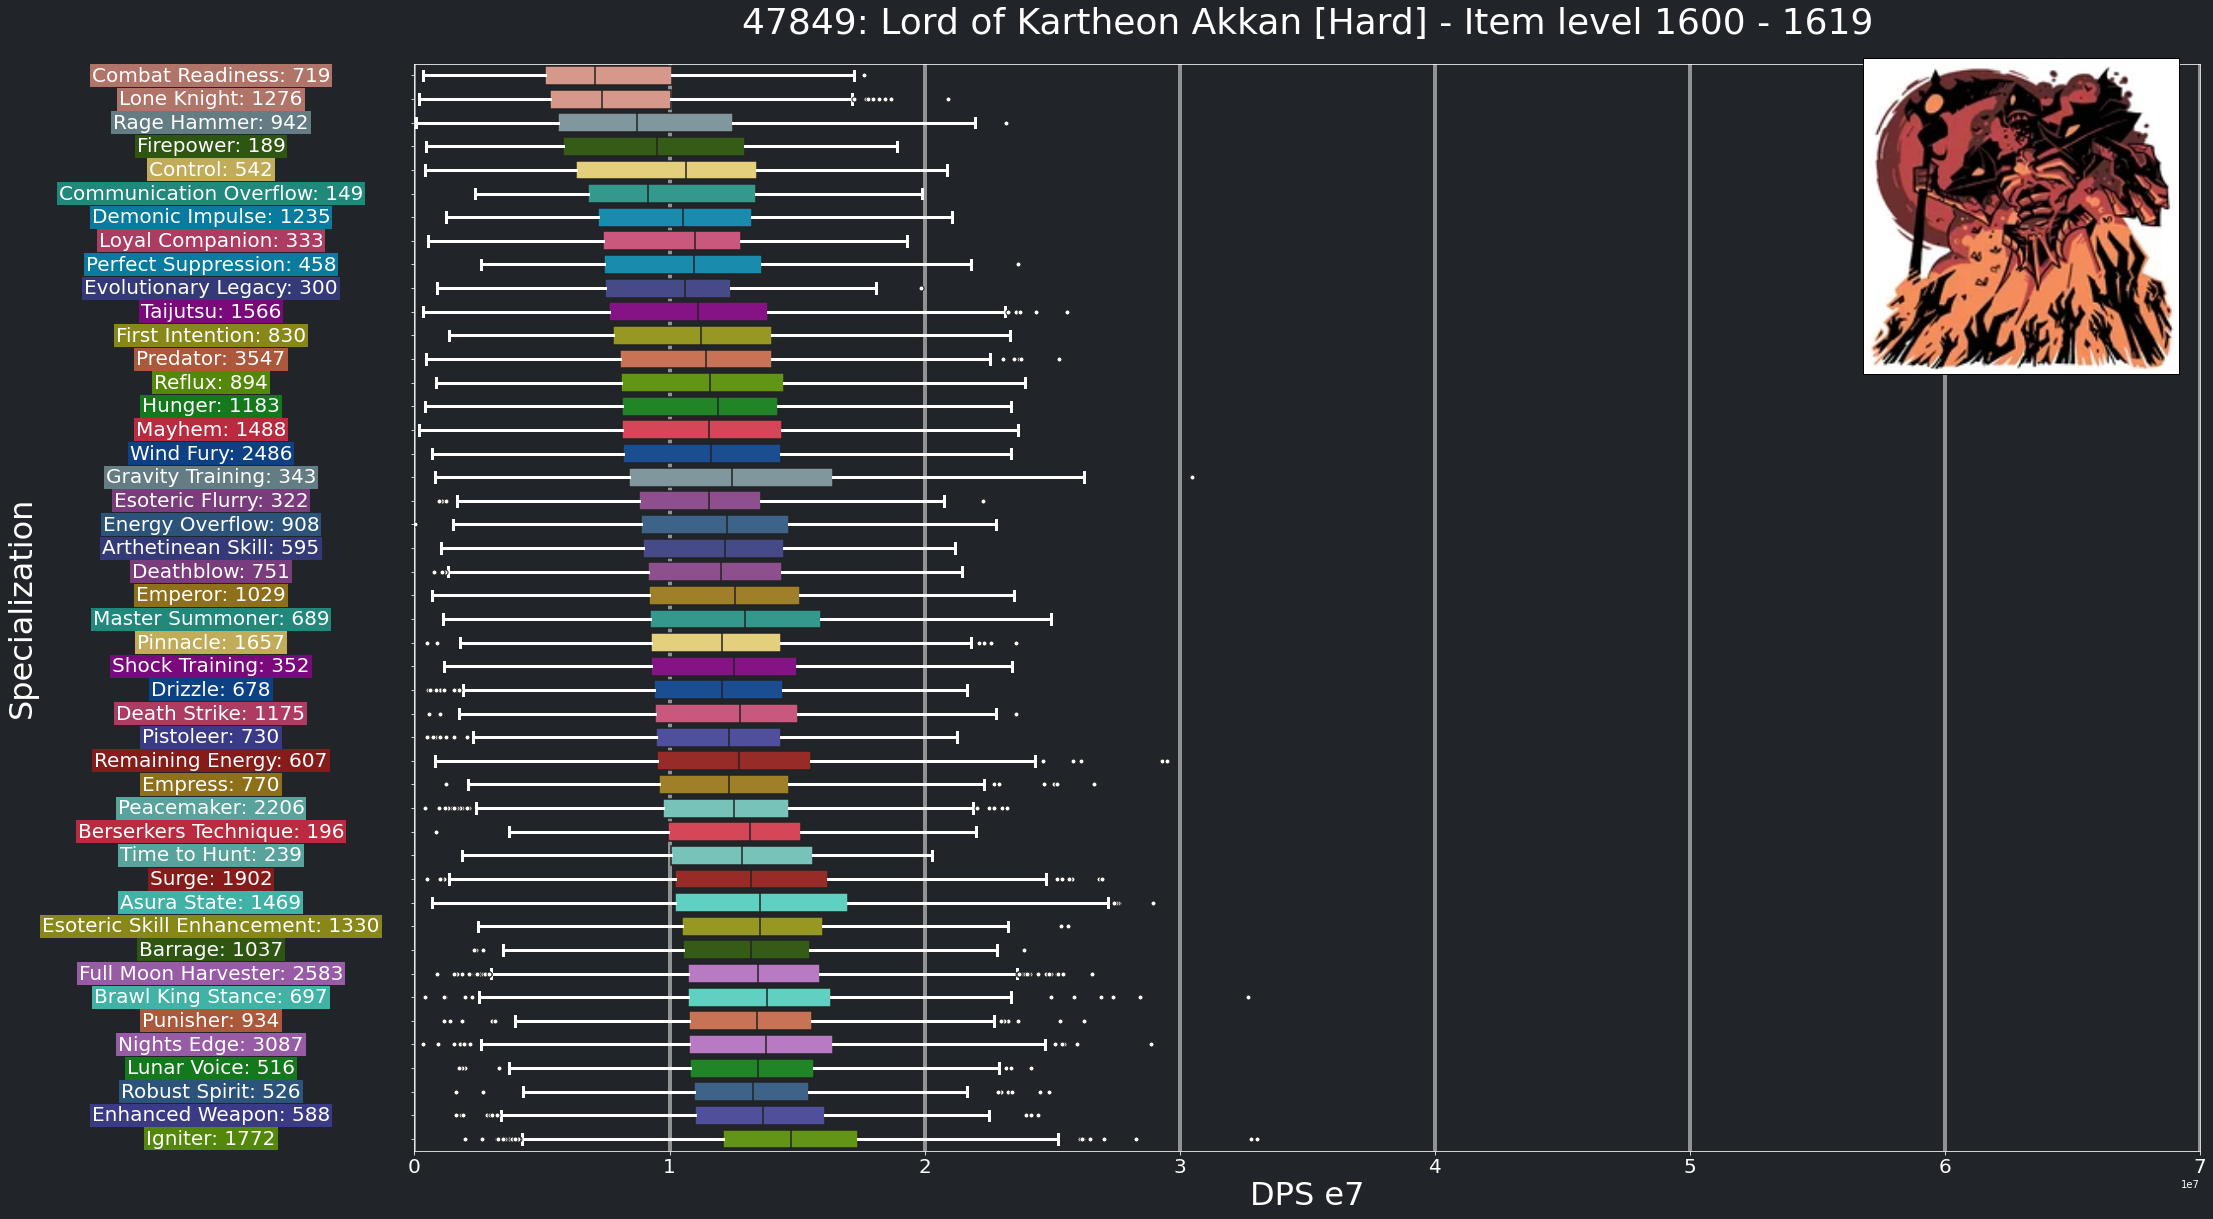 47849: Lord of Kartheon Akkan [Hard] - Item level 1600 - 1619
Specialization
Combat Readiness: 719
Lone Knight: 1276
Rage Hammer: 942
Firepower: 189
Control: 542
Communication Overflow: 149
Demonic Impulse: 1235
Loyal Companion: 333
Perfect Suppression: 458
Evolutionary Legacy: 300
Taijutsu: 1566
First Intention: 830
Predator: 3547
Reflux: 894
Hunger: 1183
Mayhem: 1488
Wind Fury: 2486
Gravity Training: 343
Esoteric Flurry: 322
Energy Overflow: 908
Arthetinean Skill: 595
Deathblow: 751
Emperor: 1029
Master Summoner: 689
Pinnacle: 1657
Shock Training: 352
Drizzle: 678
Death Strike: 1175
Pistoleer: 730
Remaining Energy: 607
Empress: 770
Peacemaker: 2206
Berserkers Technique: 196
Time to Hunt: 239
Surge: 1902
Asura State: 1469
Esoteric Skill Enhancement: 1330
Barrage: 1037
Full Moon Harvester: 2583
Brawl King Stance: 697
Punisher: 934
Nights Edge: 3087
Lunar Voice: 516
Robust Spirit: 526
Enhanced Weapon: 588
Igniter: 1772
0 1 2 3 4 5 6 7
1e7
DPS e7